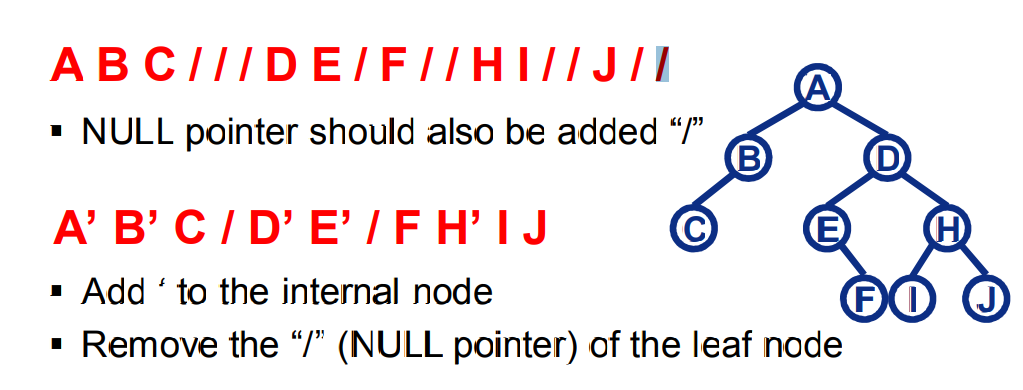 A B C / / / D E / F / / H I / / J / /
▪ NULL pointer should also be added “/”
A’ B’ C / D’ E’ / F H’ I J
▪ Add ‘ to the internal node
▪ Remove the “/” (NULL pointer) of the leaf node
A
B D
C E H
F I J